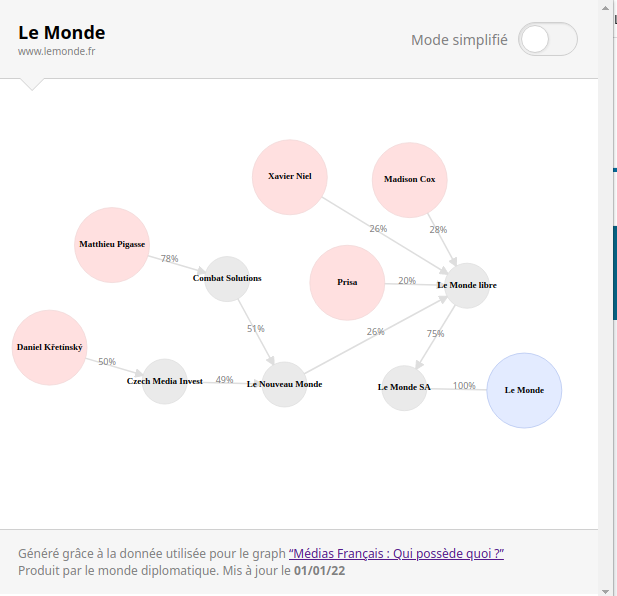 Le Monde
www.lemonde.fr
Mode simplifié
Xavier Niel
Madison Cox
26%
28%
Matthieu Pigasse
78%
Combat Solutions
Prisa
20%
Le Monde libre
51%
26%
75%
Daniel Křetínský
50%
Czech Media Invest
49%
Le Nouveau Monde
Le Monde SA
100%
Le Monde
Généré grâce à la donnée utilisée pour le graph “Médias Français : Qui possède quoi ?”
Produit par le monde diplomatique. Mis à jour le 01/01/22